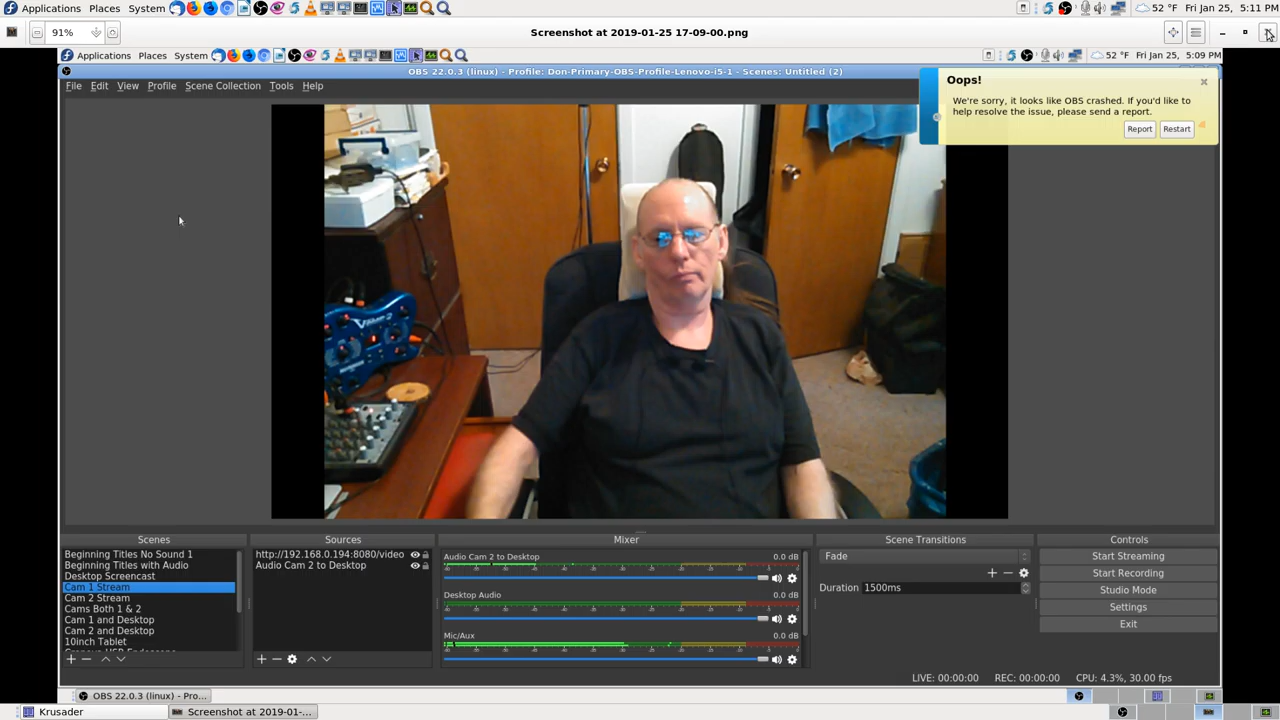 Applications Places System
52 °F Fri Jan 25, 5:11 PM
91%
Screenshot at 2019-01-25 17-09-00.png
Applications Places System
52 °F Fri Jan 25, 5:09 PM
OBS 22.0.3 (linux) - Profile: Don-Primary-OBS-Profile-Lenovo-i5-1 - Scenes: Untitled (2)
File Edit View Profile Scene Collection Tools Help
Oops!
We're sorry, it looks like OBS crashed. If you'd like to
help resolve the issue, please send a report.
Report Restart
Scenes
Beginning Titles No Sound 1
Beginning Titles with Audio
Desktop Screencast
Cam 1 Stream
Cam 2 Stream
Cams Both 1 & 2
Cam 1 and Desktop
Cam 2 and Desktop
10inch Tablet
Sources
http://192.168.0.194:8080/video
Audio Cam 2 to Desktop
Mixer
Audio Cam 2 to Desktop 0.0 dB
Desktop Audio 0.0 dB
Mic/Aux 0.0 dB
Scene Transitions
Fade
Duration 1500ms
Controls
Start Streaming
Start Recording
Studio Mode
Settings
Exit
LIVE: 00:00:00 REC: 00:00:00 CPU: 4.3%, 30.00 fps
OBS 22.0.3 (linux) - Pro...
Krusader
Screenshot at 2019-01-...